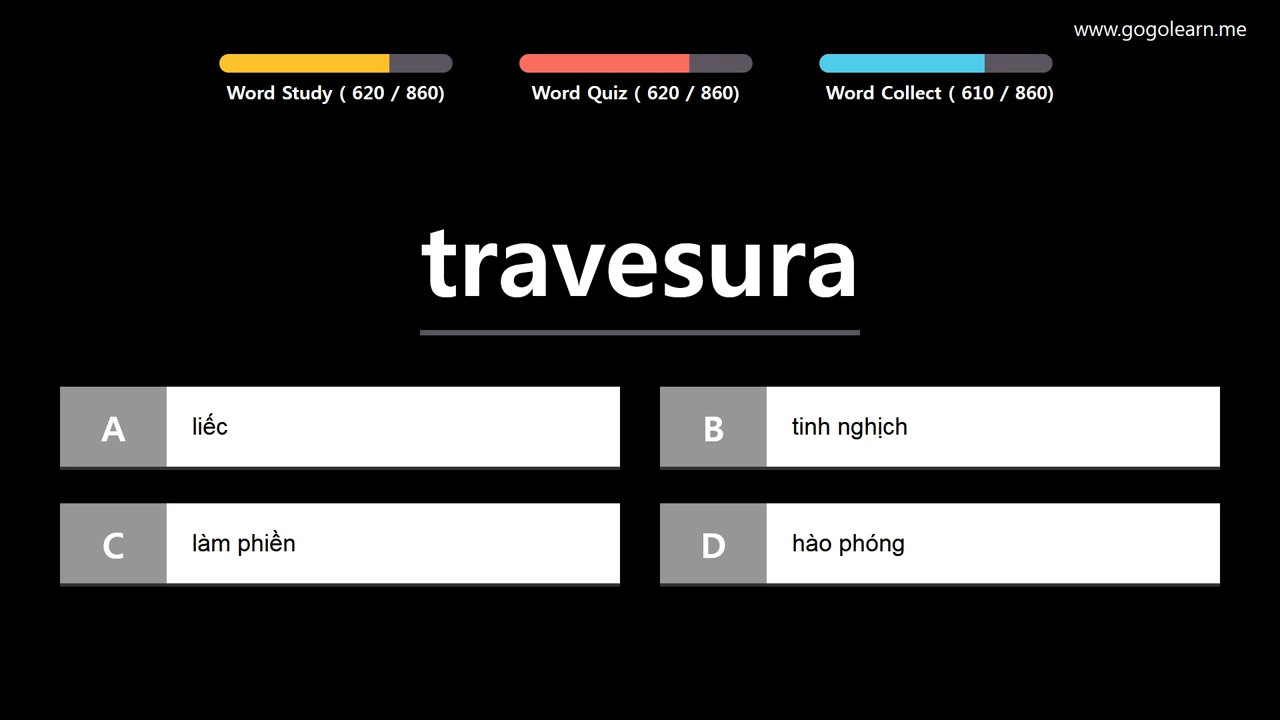 www.gogolearn.me
Word Study ( 620 / 860)
Word Quiz ( 620 / 860)
Word Collect ( 610 / 860)
travesura
A
liếc
B
tinh nghịch
C
làm phiền
D
hào phóng